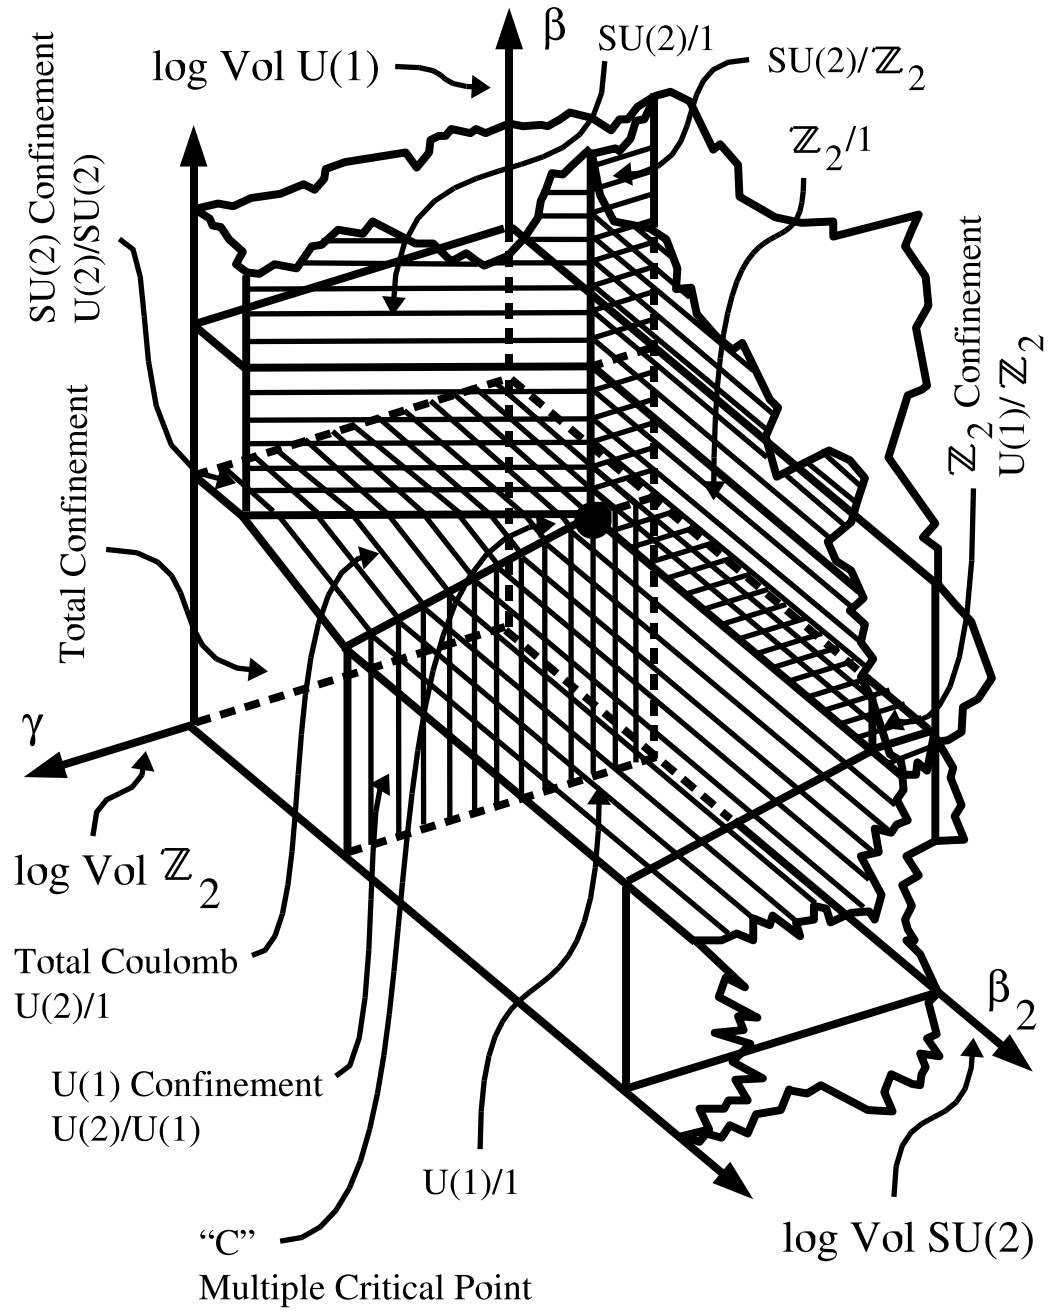 β
SU(2)/1
log Vol U(1)
SU(2)/ℤ2
ℤ2/1
SU(2) Confinement
U(2)/SU(2)
ℤ2 Confinement
U(1)/ℤ2
Total Confinement
γ
log Vol ℤ2
Total Coulomb
U(2)/1
β2
U(1) Confinement
U(2)/U(1)
U(1)/1
log Vol SU(2)
“C”
Multiple Critical Point